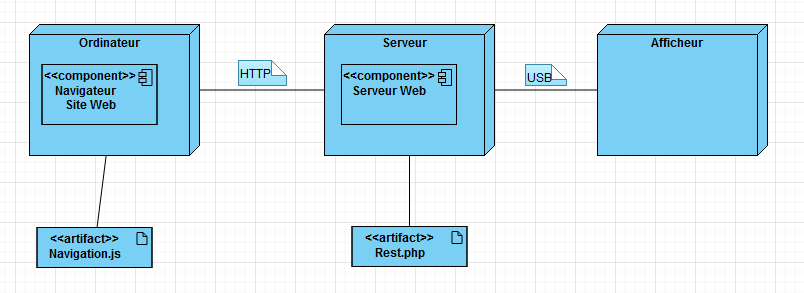 Ordinateur
<<component>>
Navigateur
Site Web
HTTP
Serveur
<<component>>
Serveur Web
USB
Afficheur
<<artifact>>
Navigation.js
<<artifact>>
Rest.php